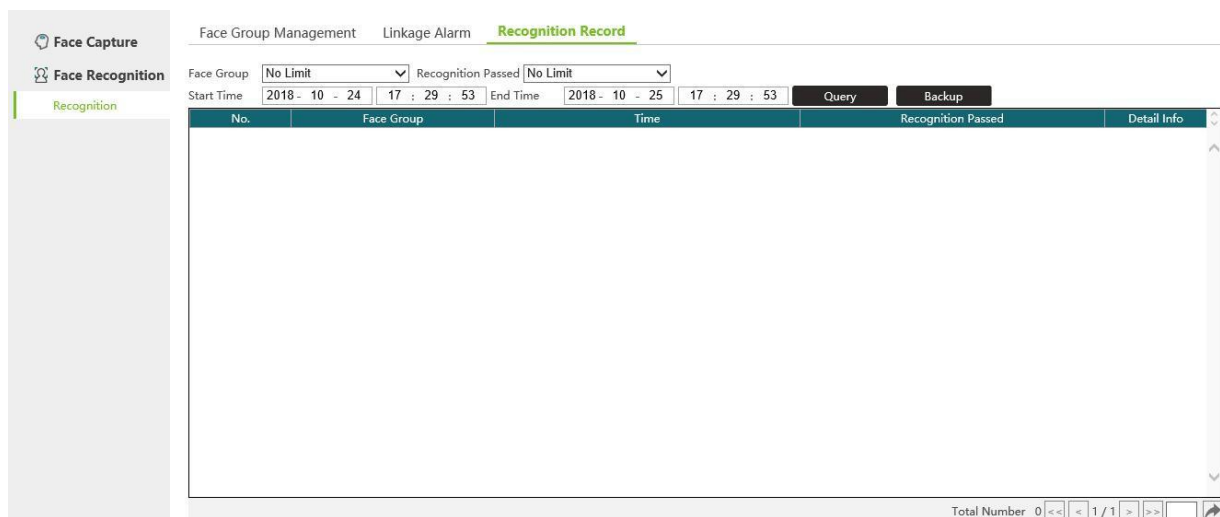 Face Capture
Face Recognition
Recognition
Face Group Management Linkage Alarm Recognition Record
Face Group No Limit Recognition Passed No Limit
Start Time 2018 - 10 - 24 17 : 29 : 53 End Time 2018 - 10 - 25 17 : 29 : 53 Query Backup
No. Face Group Time Recognition Passed Detail Info
Total Number 0 << < 1 / 1 > >>